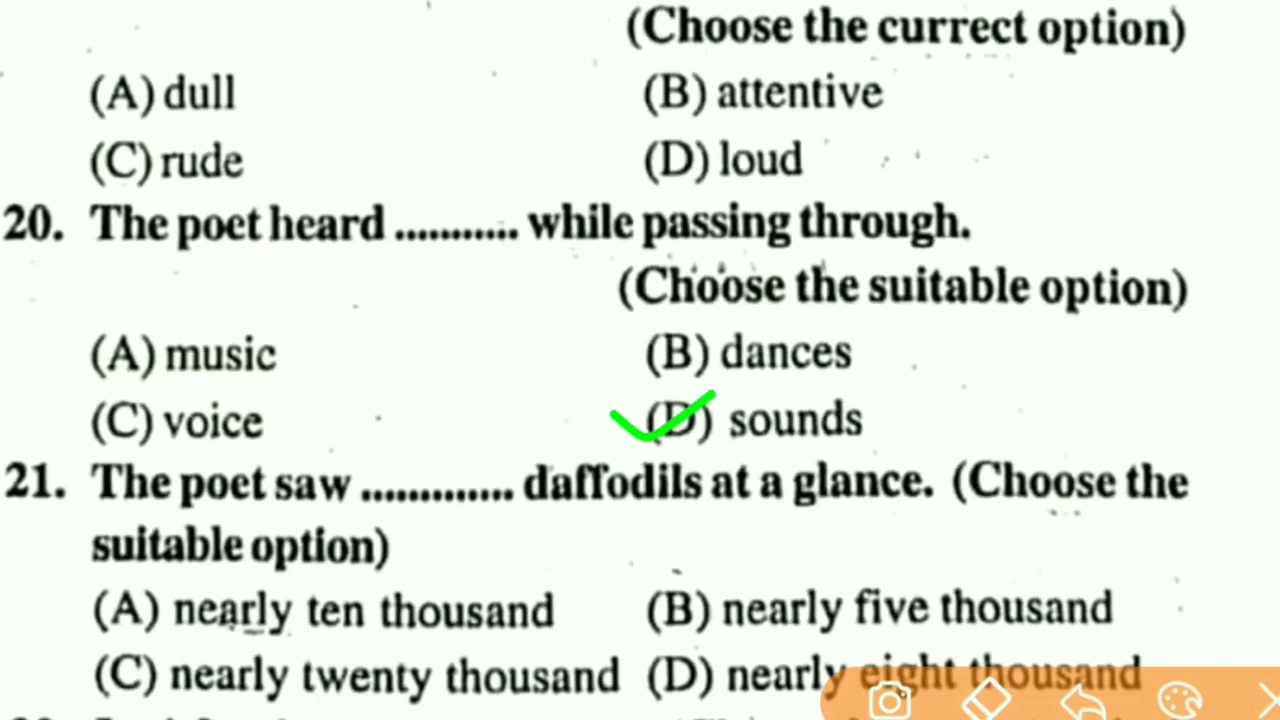 (Choose the currect option)
(A) dull (B) attentive
(C) rude (D) loud
20. The poet heard ........... while passing through.
(Choose the suitable option)
(A) music (B) dances
(C) voice (D) sounds
21. The poet saw ............. daffodils at a glance. (Choose the
suitable option)
(A) nearly ten thousand (B) nearly five thousand
(C) nearly twenty thousand (D) nearly eight thousand